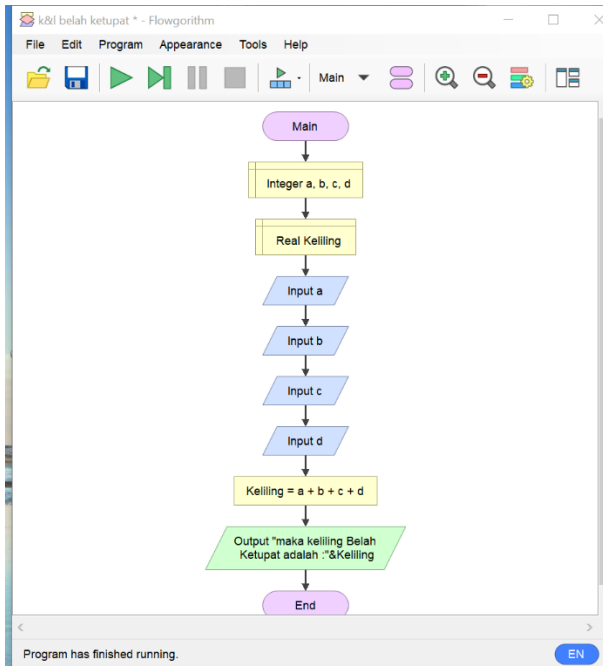 k&l belah ketupat * - Flowgorithm
File Edit Program Appearance Tools Help
Main
Main
Integer a, b, c, d
Real Keliling
Input a
Input b
Input c
Input d
Keliling = a + b + c + d
Output "maka keliling Belah
Ketupat adalah :"&Keliling
End
Program has finished running.
EN